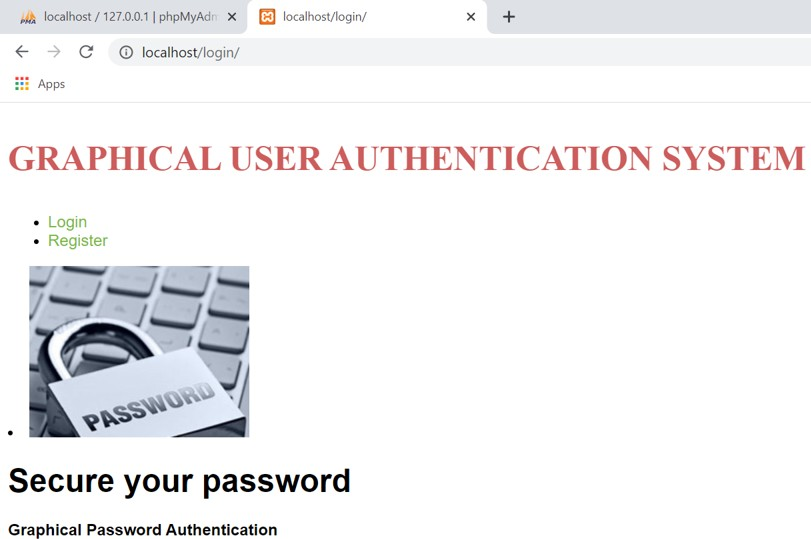 localhost / 127.0.0.1 | phpMyAdm
localhost/login/
localhost/login/
Apps
GRAPHICAL USER AUTHENTICATION SYSTEM
Login
Register
PASSWORD
Secure your password
Graphical Password Authentication